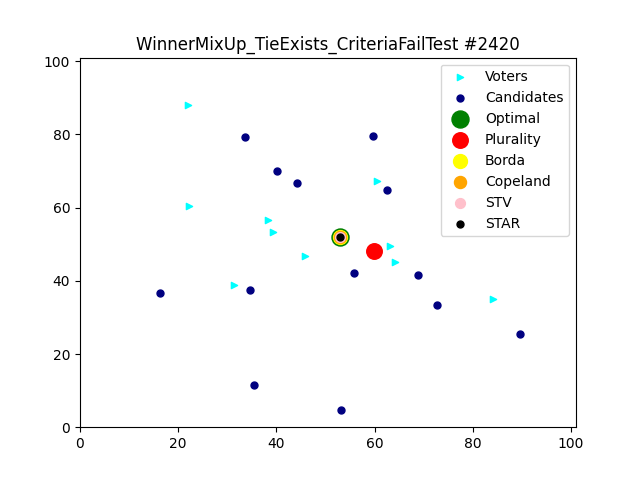 WinnerMixUp_TieExists_CriteriaFailTest #2420
100
80
60
40
20
0
0
20
40
60
80
100
Voters
Candidates
Optimal
Plurality
Borda
Copeland
STV
STAR